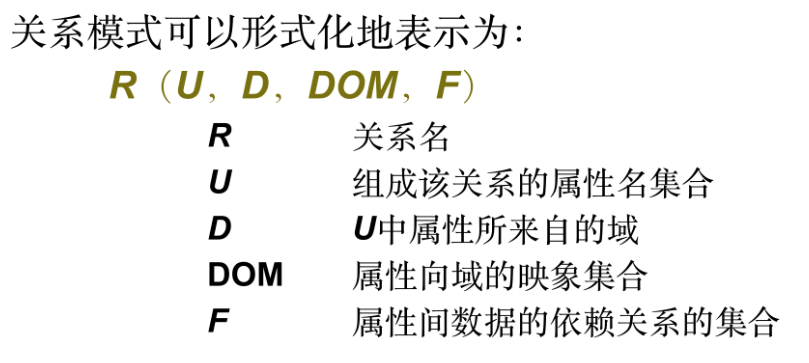 关系模式可以形式化地表示为：
R（U，D，DOM，F）
R 关系名
U 组成该关系的属性名集合
D U中属性所来自的域
DOM 属性向域的映象集合
F 属性间数据的依赖关系的集合